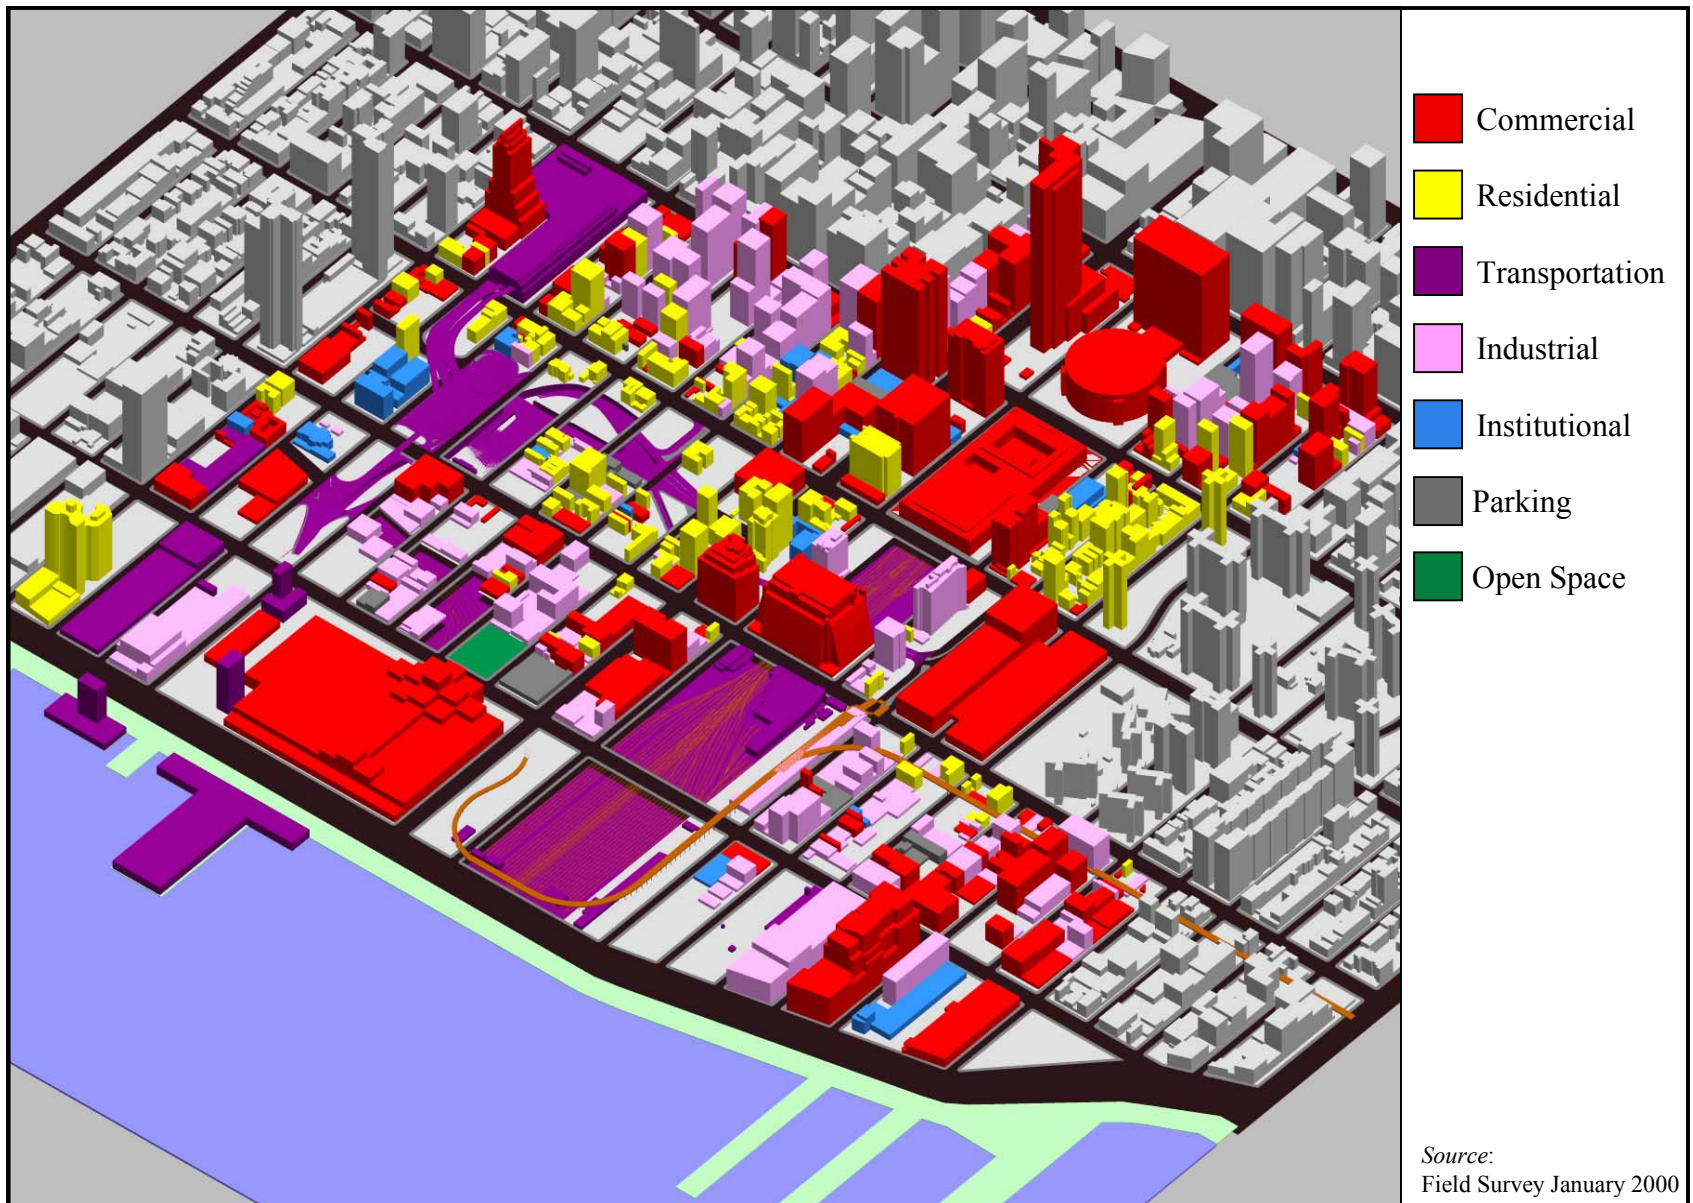 Commercial
Residential
Transportation
Industrial
Institutional
Parking
Open Space
Source:
Field Survey January 2000